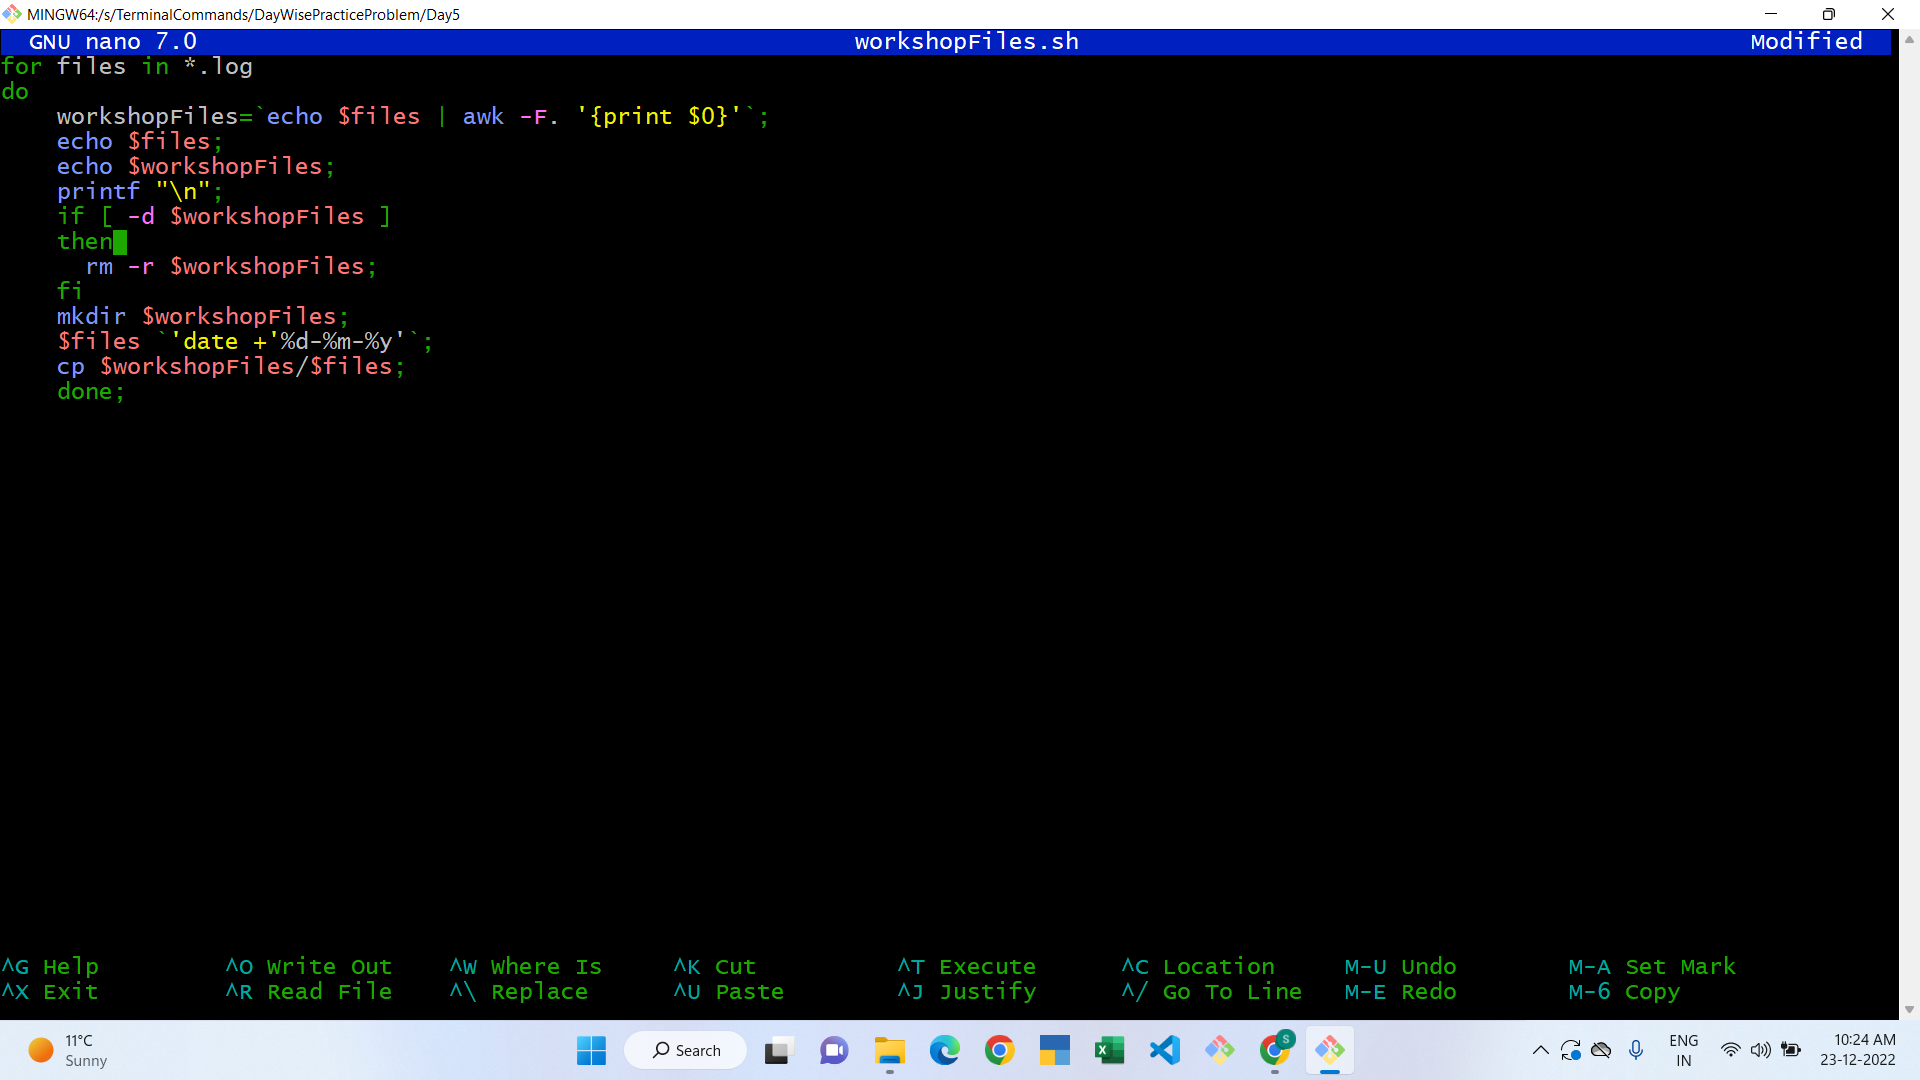 MINGW64:/s/TerminalCommands/DayWisePracticeProblem/Day5
GNU nano 7.0 workshopFiles.sh Modified
for files in *.log
do
    workshopFiles=`echo $files | awk -F. '{print $0}'`;
    echo $files;
    echo $workshopFiles;
    printf "\n";
    if [ -d $workshopFiles ]
    then
      rm -r $workshopFiles;
    fi
    mkdir $workshopFiles;
    $files `'date +'%d-%m-%y'`;
    cp $workshopFiles/$files;
    done;
^G Help ^O Write Out ^W Where Is ^K Cut ^T Execute ^C Location M-U Undo M-A Set Mark
^X Exit ^R Read File ^\ Replace ^U Paste ^J Justify ^/ Go To Line M-E Redo M-6 Copy
11°C
Sunny
Search
S
ENG
IN
10:24 AM
23-12-2022